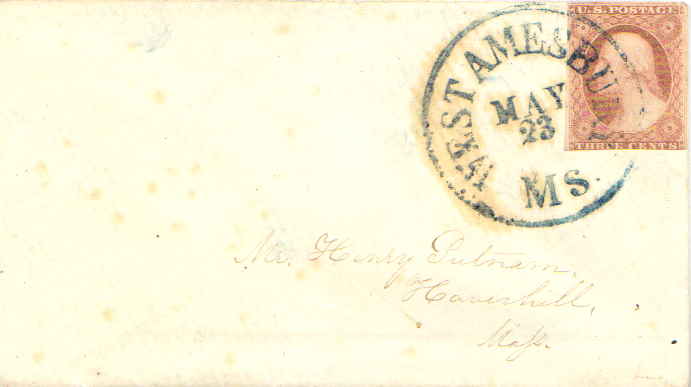 U.S. POSTAGE
THREE CENTS
WEST AMESBURY
MAY
23
Ms.
Mr. Henry Putnam,
Haverhill,
Mass.